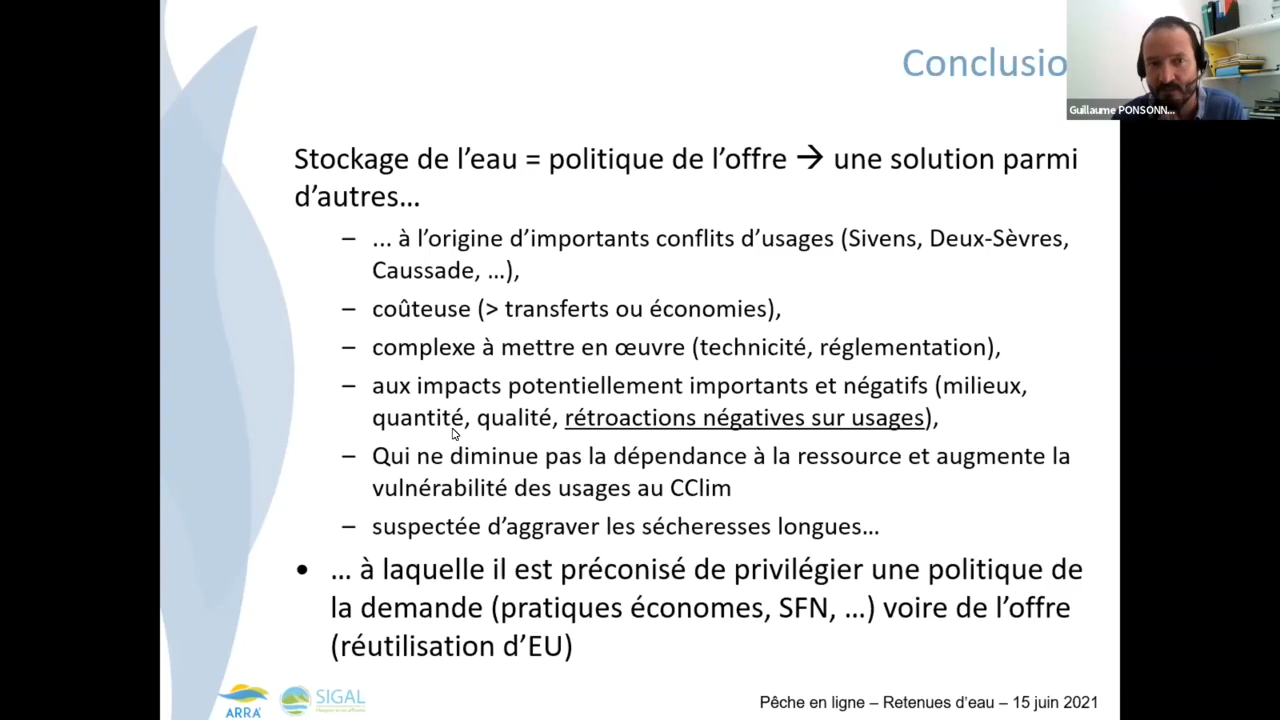 Conclusio
Guillaume PONSONN...
Stockage de l’eau = politique de l’offre → une solution parmi
d’autres…
– ... à l’origine d’importants conflits d’usages (Sivens, Deux-Sèvres,
Caussade, …),
– coûteuse (> transferts ou économies),
– complexe à mettre en œuvre (technicité, réglementation),
– aux impacts potentiellement importants et négatifs (milieux,
quantité, qualité, rétroactions négatives sur usages),
– Qui ne diminue pas la dépendance à la ressource et augmente la
vulnérabilité des usages au CClim
– suspectée d’aggraver les sécheresses longues…
• … à laquelle il est préconisé de privilégier une politique de
la demande (pratiques économes, SFN, …) voire de l’offre
(réutilisation d’EU)
ARRA²
SIGAL
Pêche en ligne – Retenues d’eau – 15 juin 2021